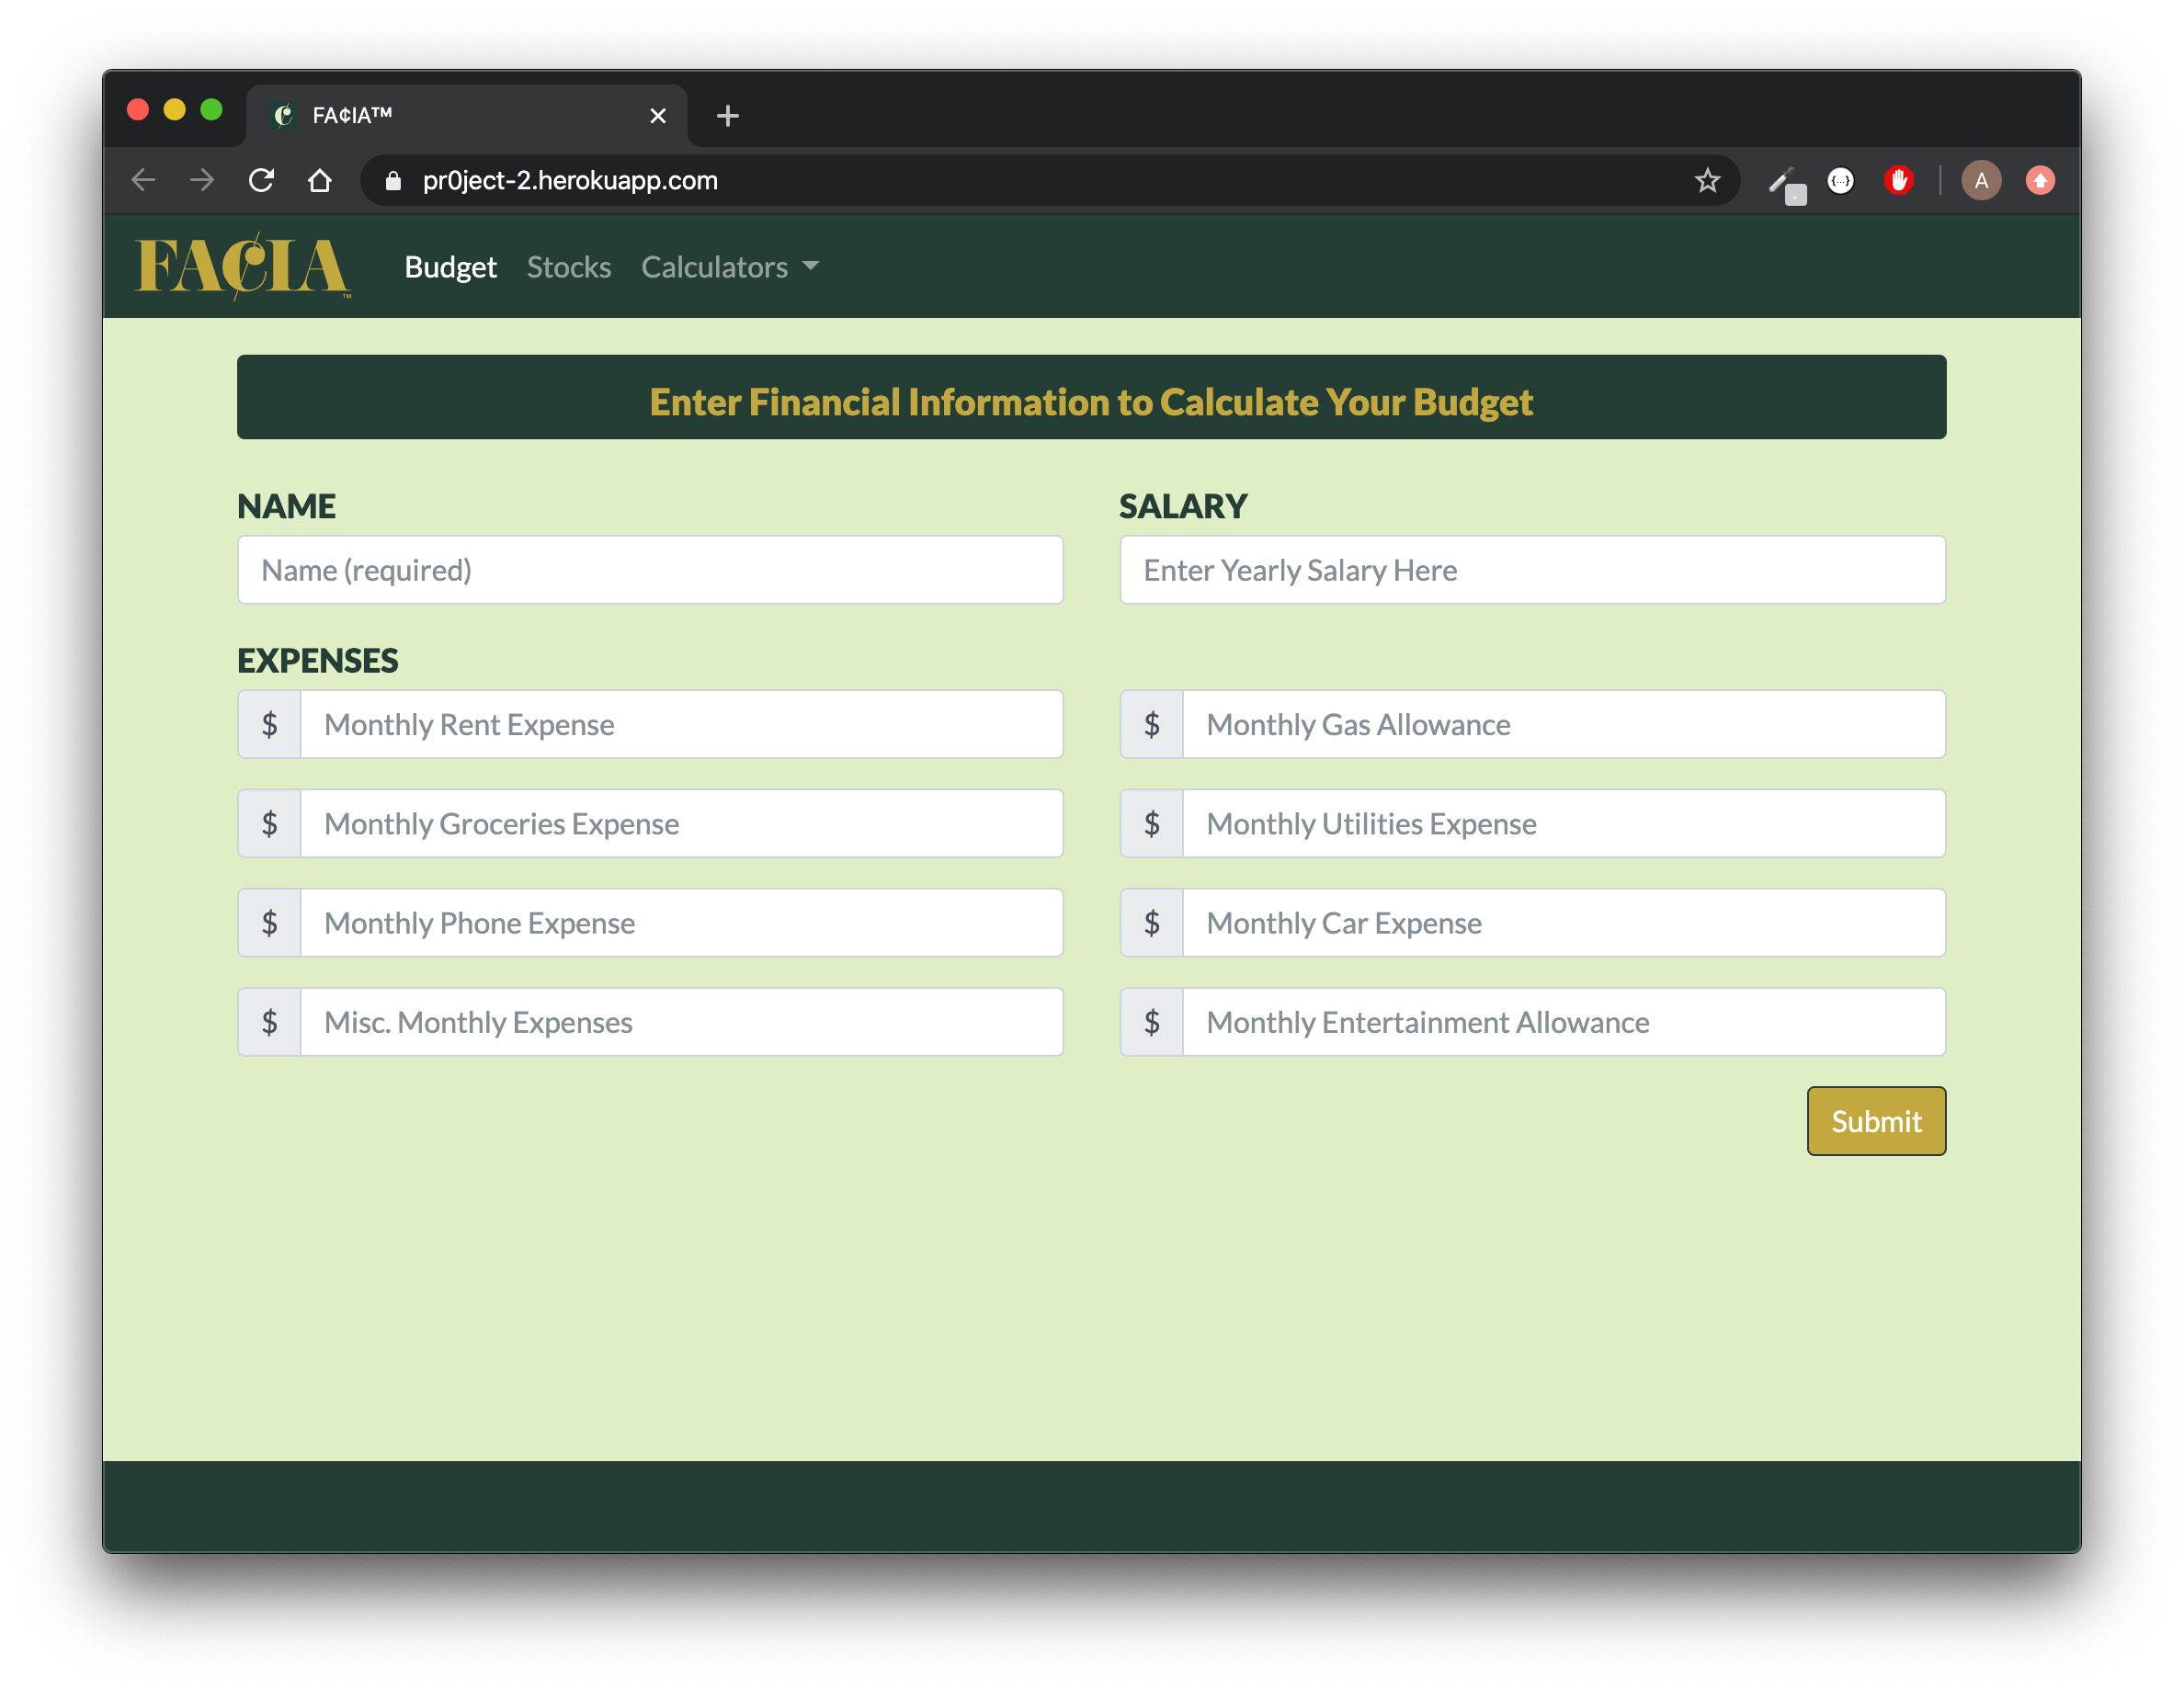 FA¢IA™
pr0ject-2.herokuapp.com
A
FA¢IA™ Budget Stocks Calculators
Enter Financial Information to Calculate Your Budget
NAME SALARY
Name (required) Enter Yearly Salary Here
EXPENSES
$ Monthly Rent Expense $ Monthly Gas Allowance
$ Monthly Groceries Expense $ Monthly Utilities Expense
$ Monthly Phone Expense $ Monthly Car Expense
$ Misc. Monthly Expenses $ Monthly Entertainment Allowance
Submit